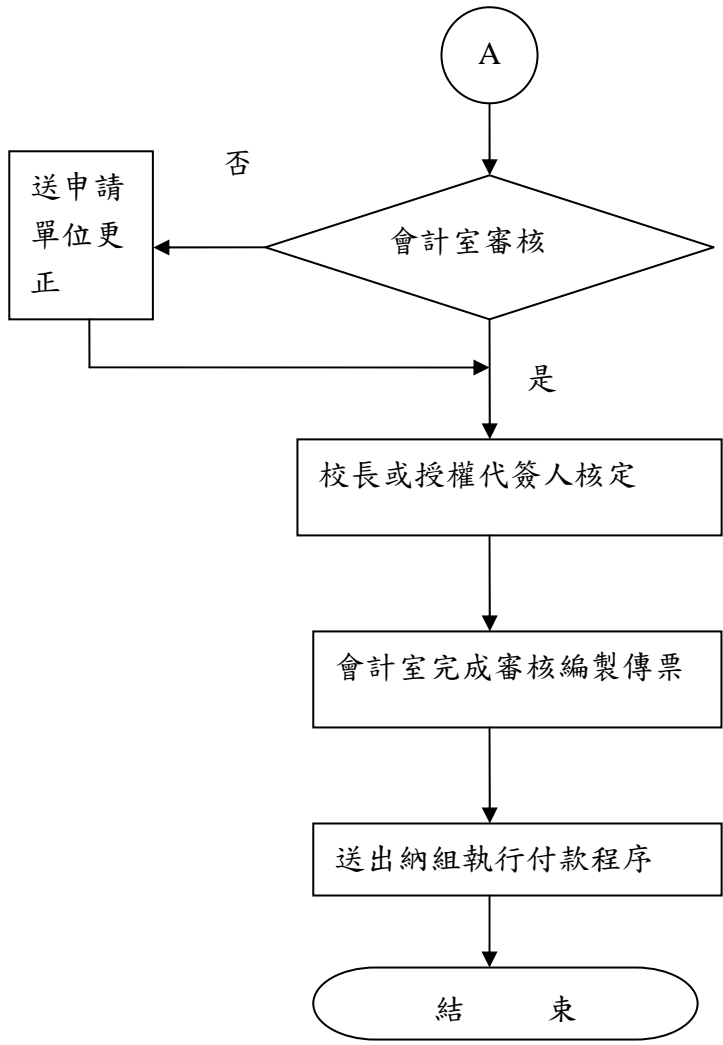 A
否
會計室審核
送申請
單位更
正
是
校長或授權代簽人核定
會計室完成審核編製傳票
送出納組執行付款程序
結 束